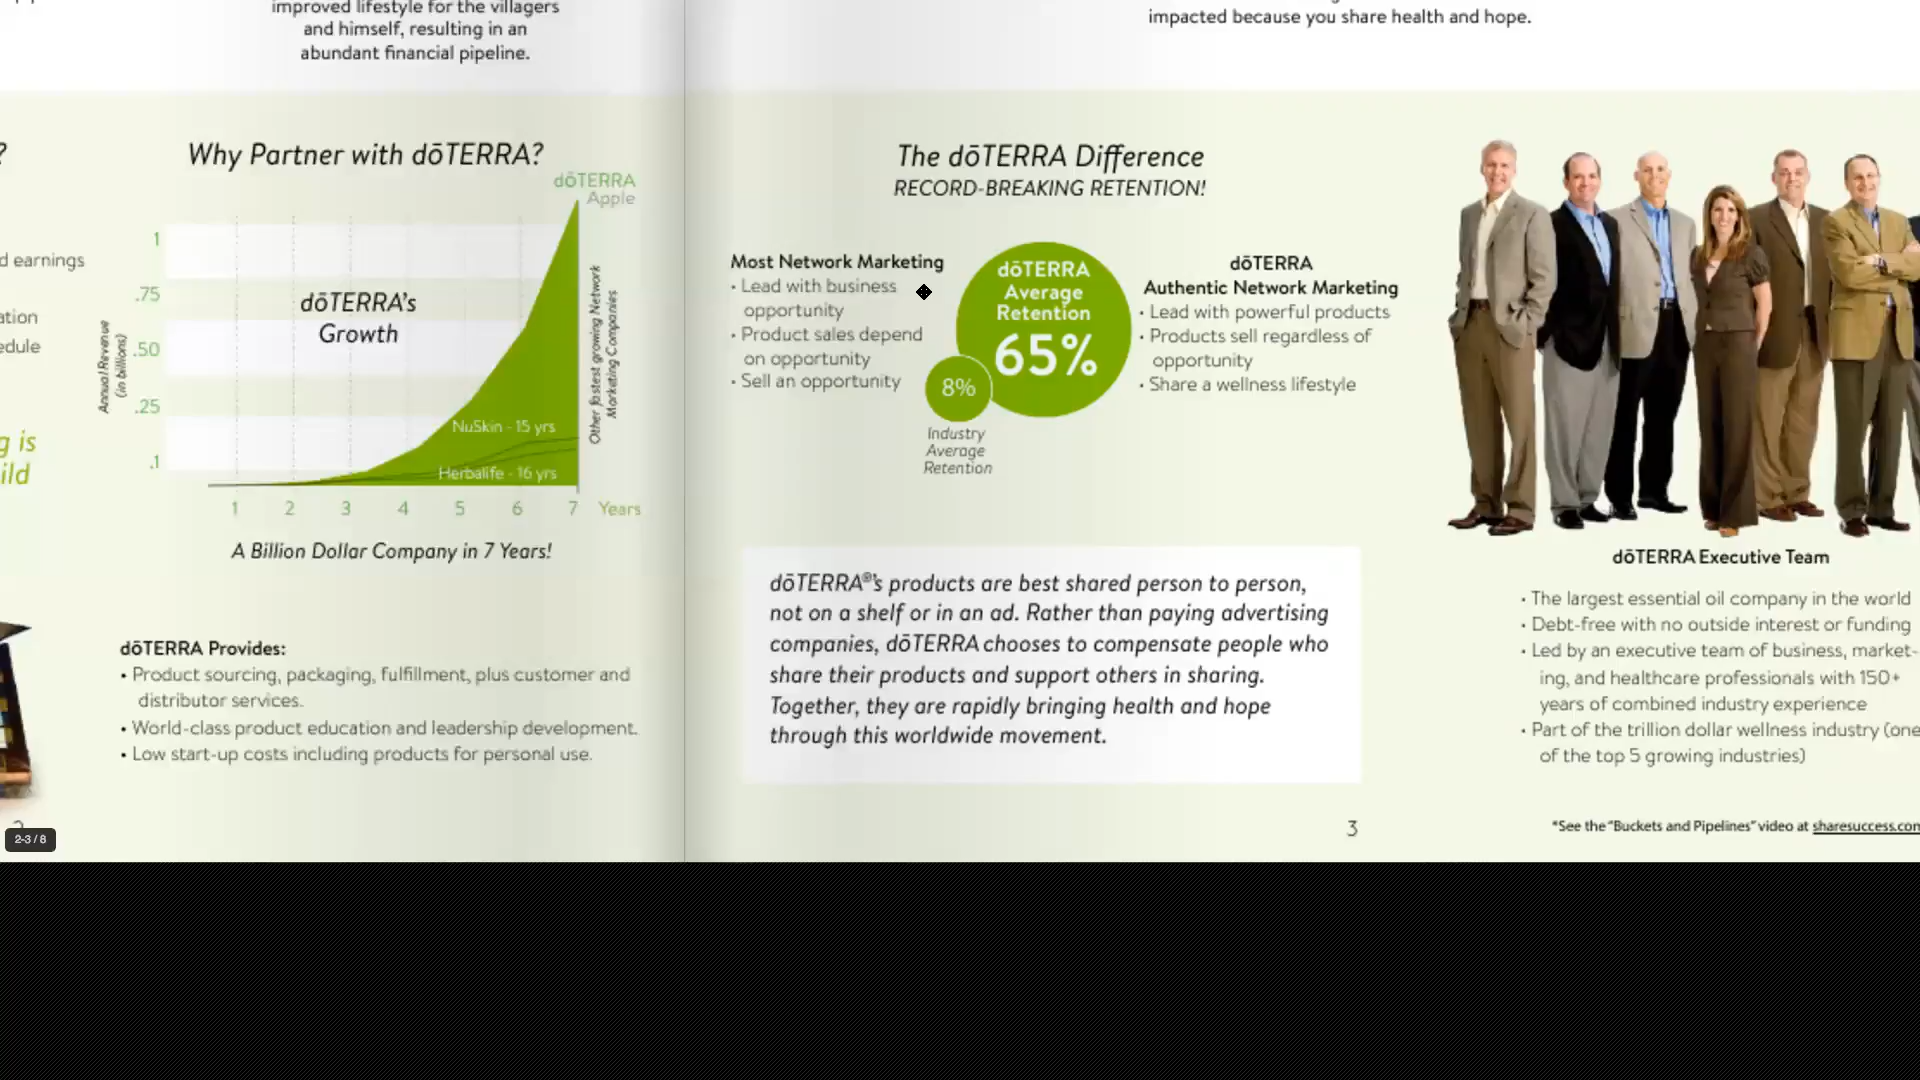 improved lifestyle for the villagers
and himself, resulting in an
abundant financial pipeline.
impacted because you share health and hope.
?
d earnings
ation
edule
g is
ild
Why Partner with dōTERRA?
dōTERRA
Apple
1
.75
.50
.25
.1
Annual Revenue
(in billions)
dōTERRA's
Growth
NuSkin - 15 yrs
Herbalife - 16 yrs
Other fastest growing Network
Marketing Companies
1 2 3 4 5 6 7 Years
A Billion Dollar Company in 7 Years!
dōTERRA Provides:
• Product sourcing, packaging, fulfillment, plus customer and
distributor services.
• World-class product education and leadership development.
• Low start-up costs including products for personal use.
2-3 / 8
The dōTERRA Difference
RECORD-BREAKING RETENTION!
Most Network Marketing
• Lead with business
opportunity
• Product sales depend
on opportunity
• Sell an opportunity
dōTERRA
Average
Retention
65%
8%
Industry
Average
Retention
dōTERRA
Authentic Network Marketing
• Lead with powerful products
• Products sell regardless of
opportunity
• Share a wellness lifestyle
dōTERRA®'s products are best shared person to person,
not on a shelf or in an ad. Rather than paying advertising
companies, dōTERRA chooses to compensate people who
share their products and support others in sharing.
Together, they are rapidly bringing health and hope
through this worldwide movement.
3
dōTERRA Executive Team
• The largest essential oil company in the world
• Debt-free with no outside interest or funding
• Led by an executive team of business, market-
ing, and healthcare professionals with 150+
years of combined industry experience
• Part of the trillion dollar wellness industry (one
of the top 5 growing industries)
*See the "Buckets and Pipelines" video at sharesuccess.com